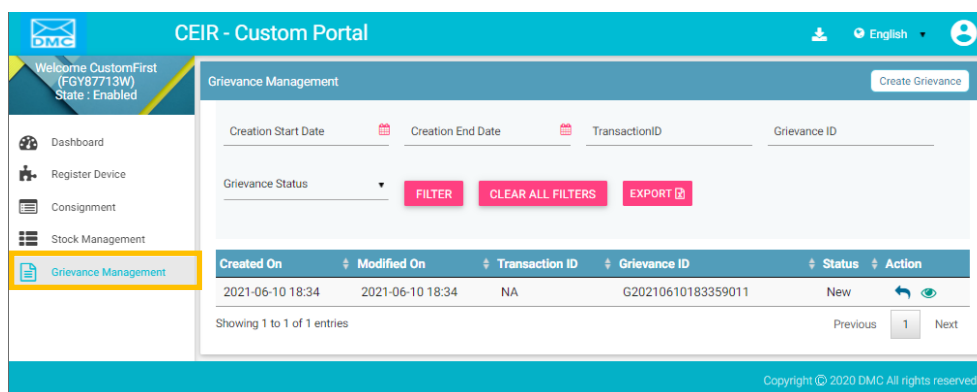 DMC
CEIR - Custom Portal
English
Welcome CustomFirst
(FGY87713W)
State : Enabled
Dashboard
Register Device
Consignment
Stock Management
Grievance Management
Grievance Management
Create Grievance
Creation Start Date
Creation End Date
TransactionID
Grievance ID
Grievance Status
FILTER
CLEAR ALL FILTERS
EXPORT
Created On Modified On Transaction ID Grievance ID Status Action
2021-06-10 18:34 2021-06-10 18:34 NA G20210610183359011 New
Showing 1 to 1 of 1 entries
Previous 1 Next
Copyright © 2020 DMC All rights reserved